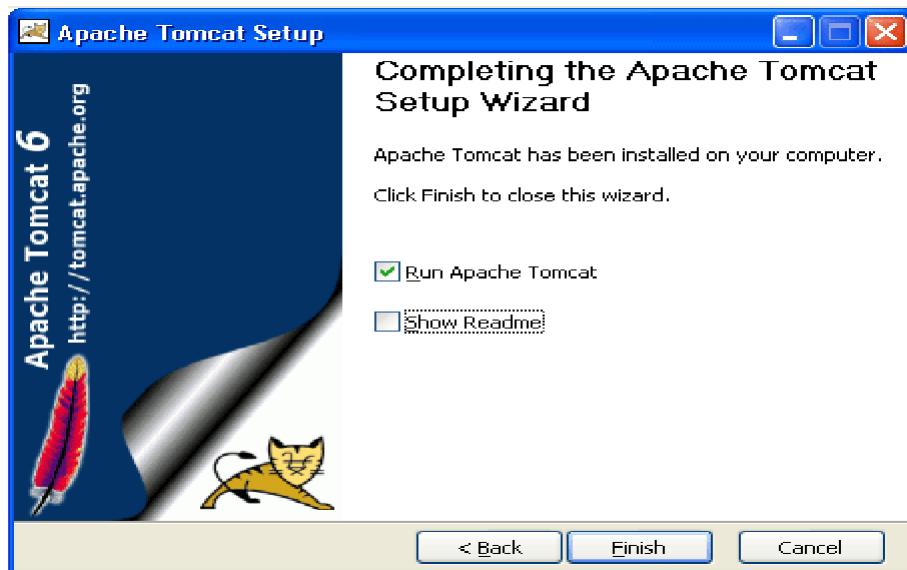 Apache Tomcat Setup
Completing the Apache Tomcat
Setup Wizard
Apache Tomcat has been installed on your computer.
Click Finish to close this wizard.
Run Apache Tomcat
Show Readme
Apache Tomcat 6
http://tomcat.apache.org
< Back
Finish
Cancel